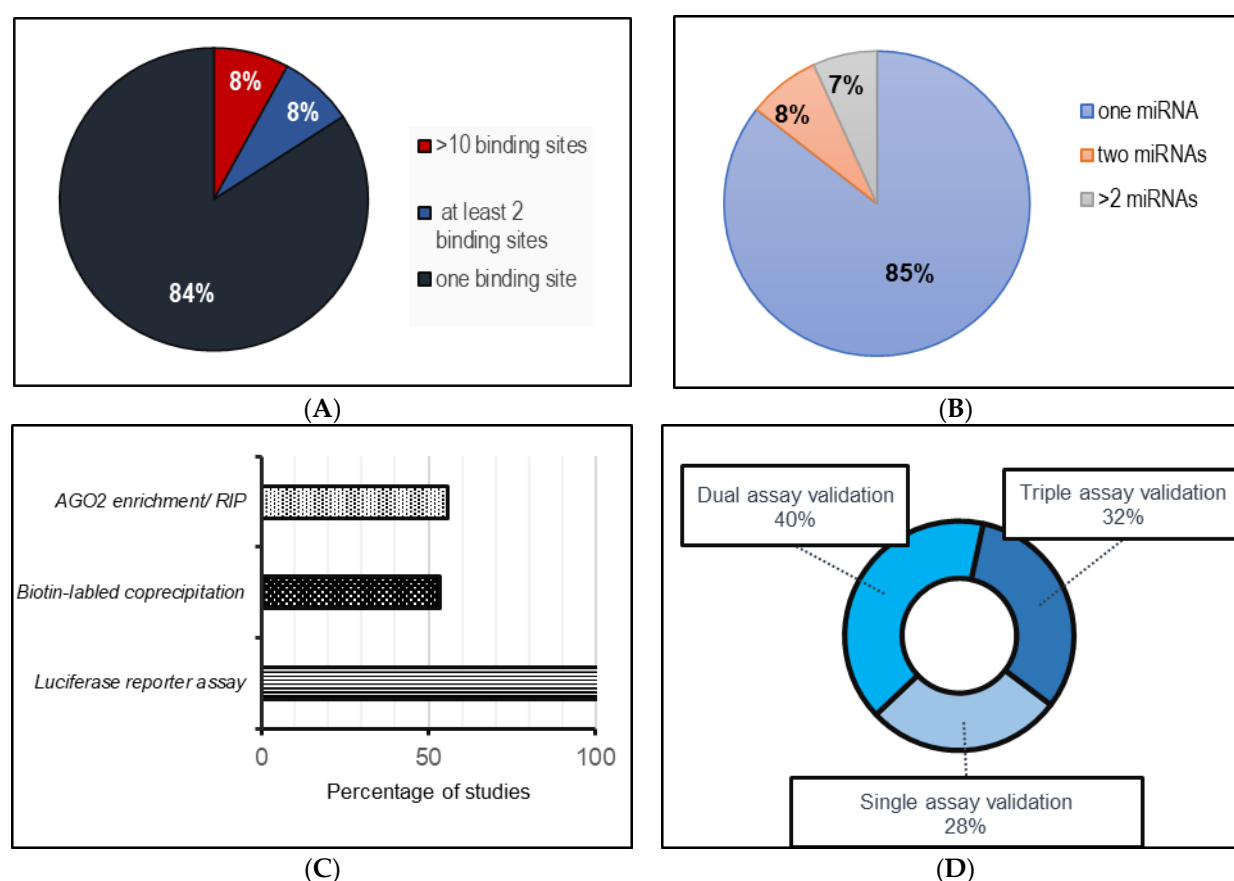 8%
8%
84%
>10 binding sites
at least 2
binding sites
one binding site
(A)
7%
8%
85%
one miRNA
two miRNAs
>2 miRNAs
(B)
AGO2 enrichment/ RIP
Biotin-labled coprecipitation
Luciferase reporter assay
0
50
100
Percentage of studies
(C)
Dual assay validation
40%
Triple assay validation
32%
Single assay validation
28%
(D)